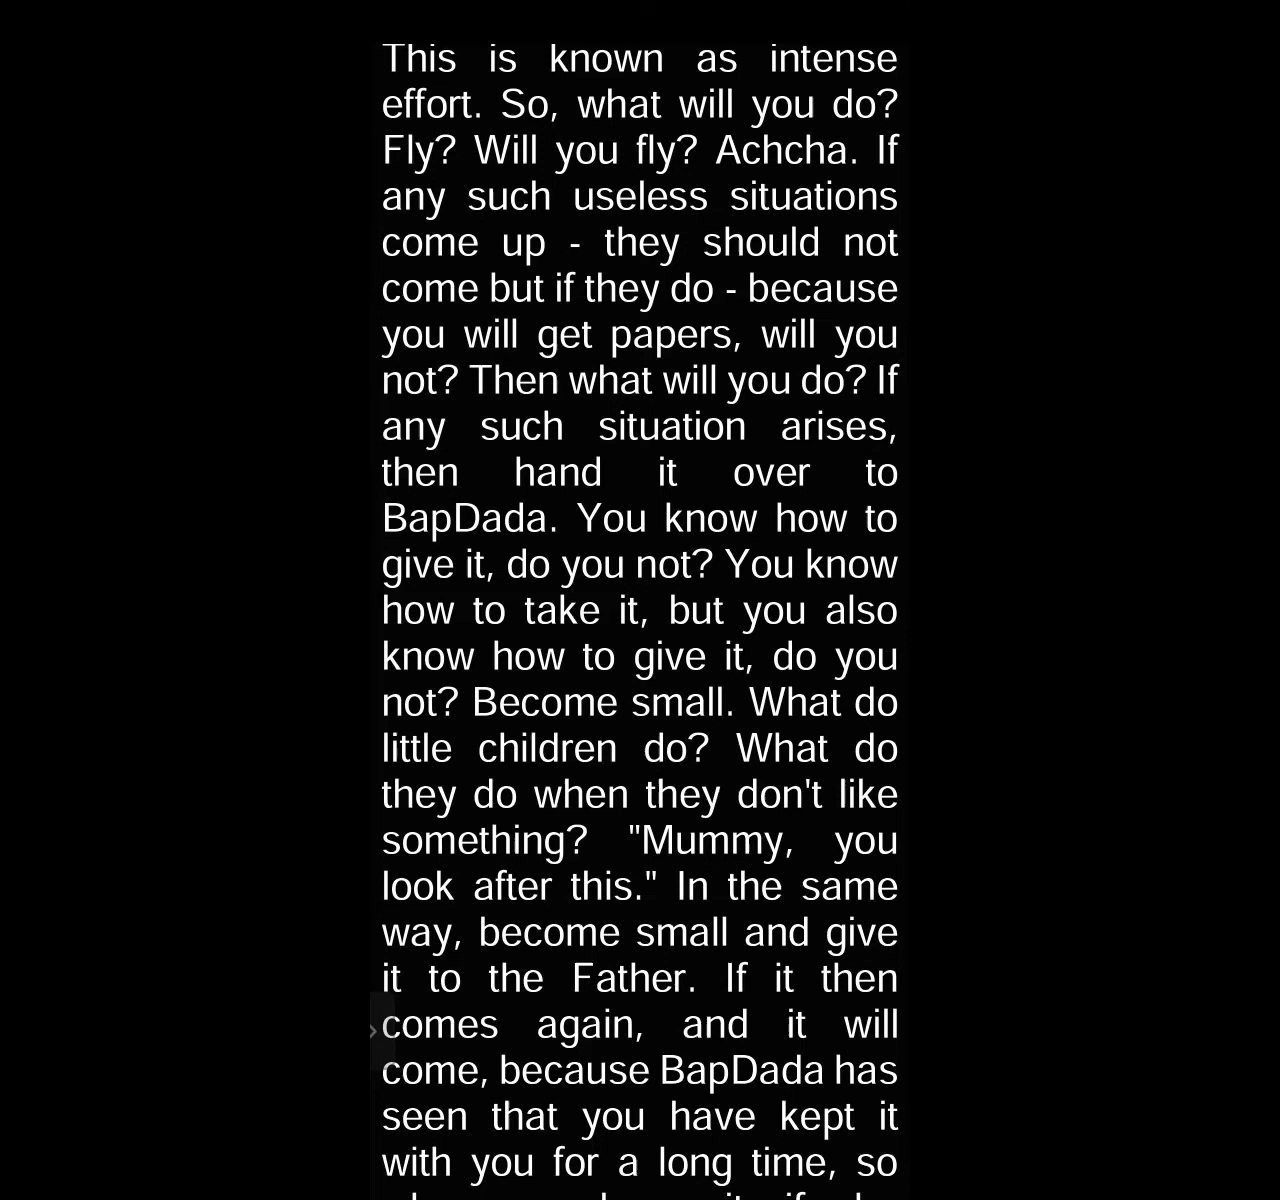 This is known as intense
effort. So, what will you do?
Fly? Will you fly? Achcha. If
any such useless situations
come up - they should not
come but if they do - because
you will get papers, will you
not? Then what will you do? If
any such situation arises,
then hand it over to
BapDada. You know how to
give it, do you not? You know
how to take it, but you also
know how to give it, do you
not? Become small. What do
little children do? What do
they do when they don't like
something? "Mummy, you
look after this." In the same
way, become small and give
it to the Father. If it then
comes again, and it will
come, because BapDada has
seen that you have kept it
with you for a long time, so